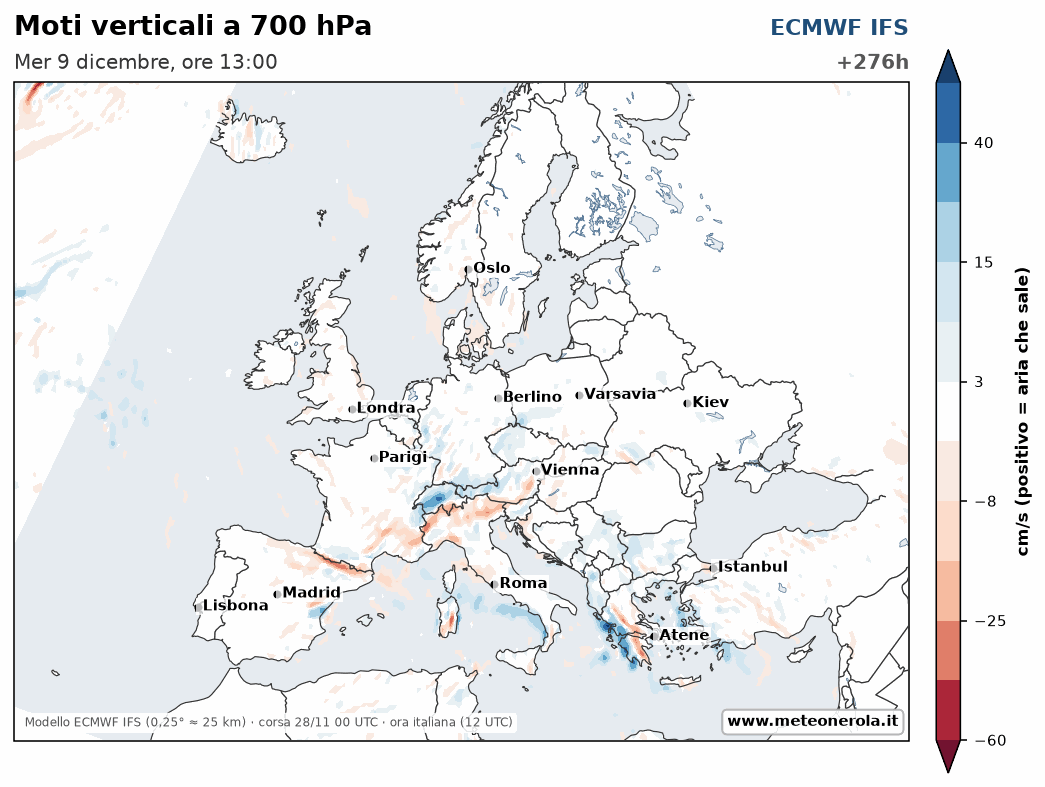 Moti verticali a 700 hPa
ECMWF IFS
Mer 9 dicembre, ore 13:00
+276h
40
15
3
−8
−25
−60
cm/s (positivo = aria che sale)
Oslo
Berlino
Varsavia
Kiev
Londra
Parigi
Vienna
Istanbul
Roma
Madrid
Lisbona
Atene
Modello ECMWF IFS (0,25° ≈ 25 km) · corsa 28/11 00 UTC · ora italiana (12 UTC)
www.meteonerola.it